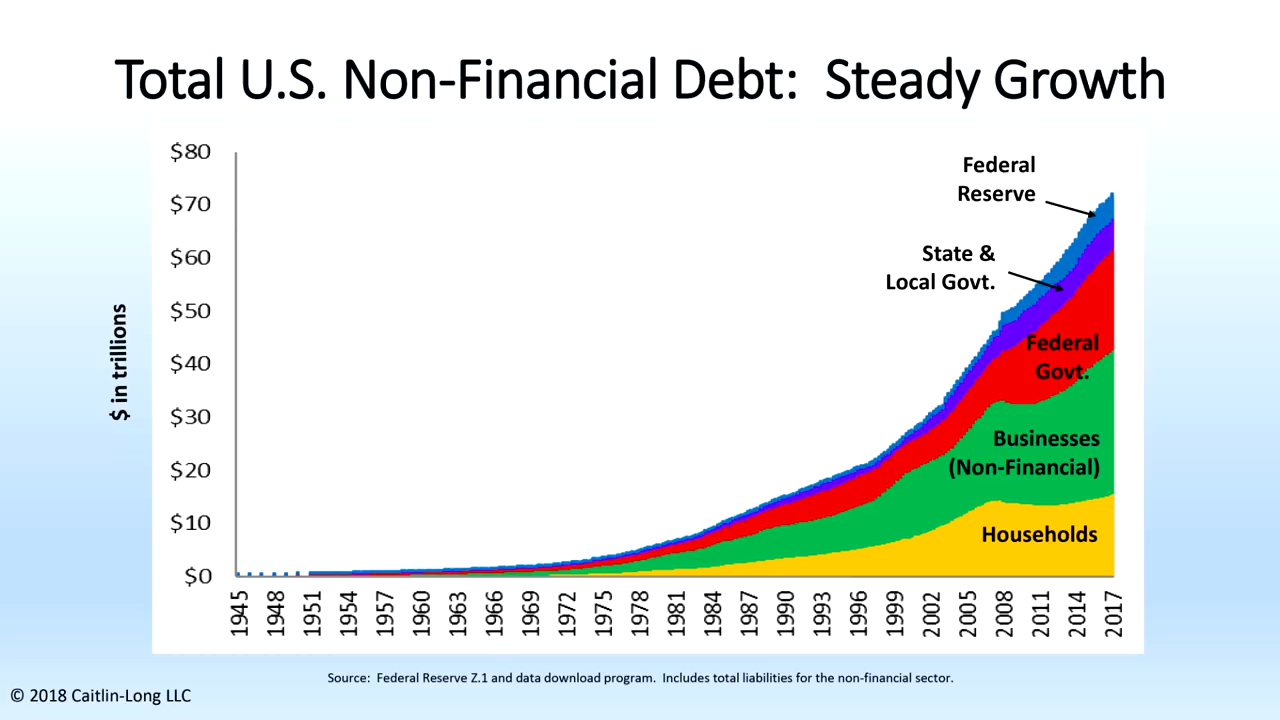 Total U.S. Non-Financial Debt:  Steady Growth
$80
$70
$60
$50
$40
$30
$20
$10
$0
$ in trillions
Federal
Reserve
State &
Local Govt.
Federal
Govt.
Businesses
(Non-Financial)
Households
1945 1948 1951 1954 1957 1960 1963 1966 1969 1972 1975 1978 1981 1984 1987 1990 1993 1996 1999 2002 2005 2008 2011 2014 2017
Source:  Federal Reserve Z.1 and data download program.  Includes total liabilities for the non-financial sector.
© 2018 Caitlin-Long LLC